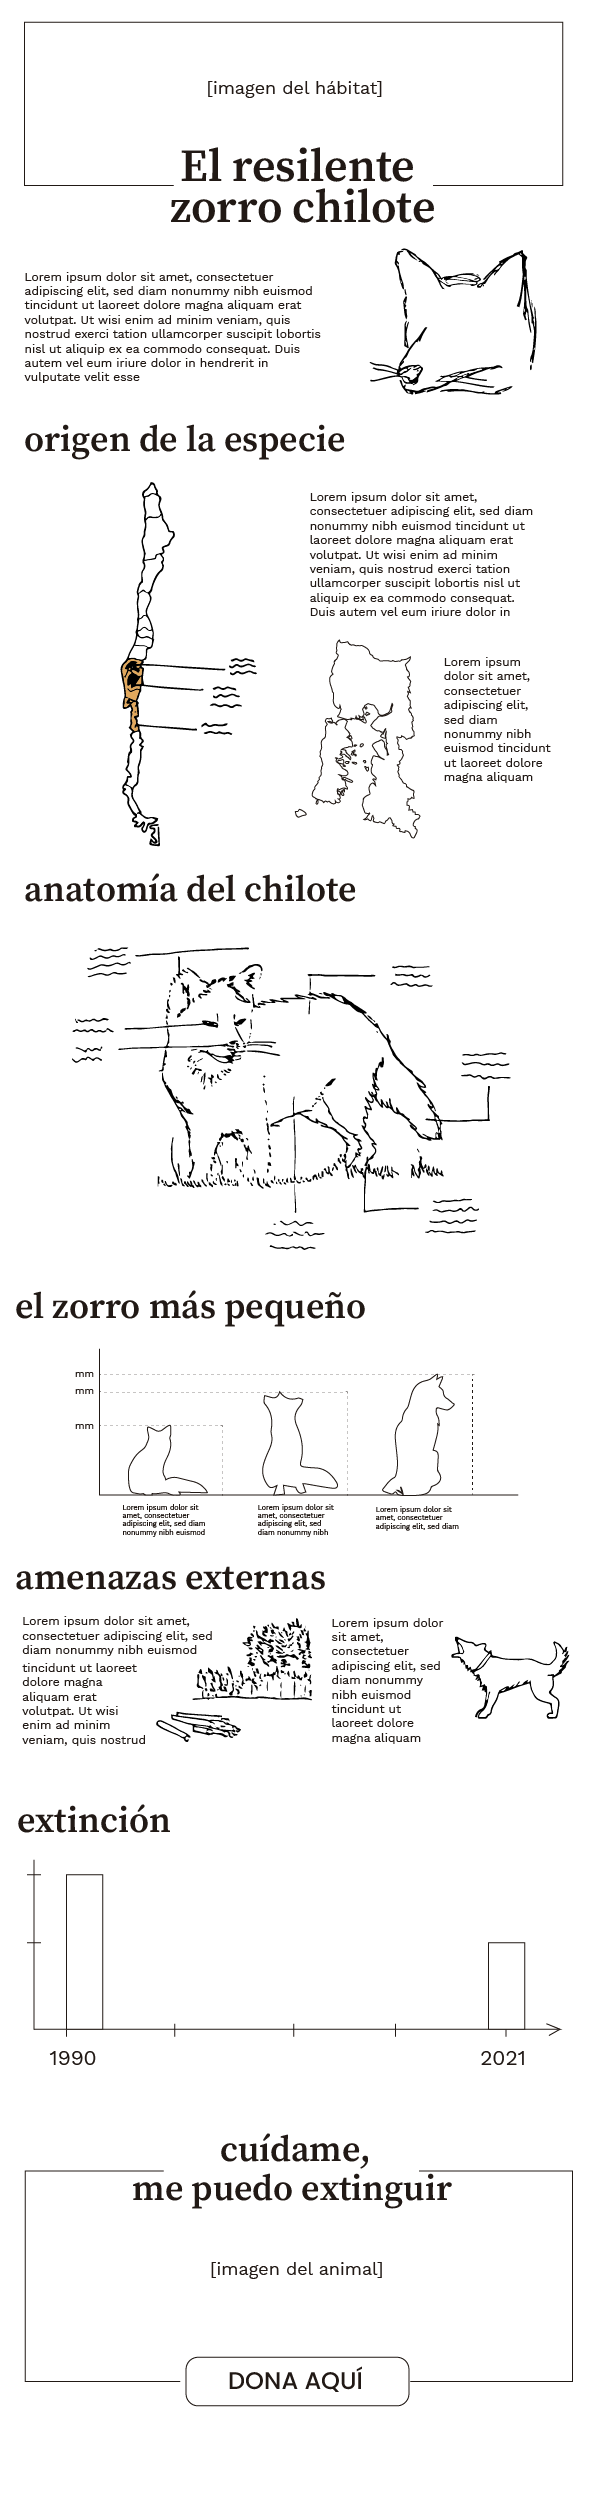 [imagen del hábitat]
El resilente
zorro chilote
Lorem ipsum dolor sit amet, consectetuer
adipiscing elit, sed diam nonummy nibh euismod
tincidunt ut laoreet dolore magna aliquam erat
volutpat. Ut wisi enim ad minim veniam, quis
nostrud exerci tation ullamcorper suscipit lobortis
nisl ut aliquip ex ea commodo consequat. Duis
autem vel eum iriure dolor in hendrerit in
vulputate velit esse
origen de la especie
Lorem ipsum dolor sit amet,
consectetuer adipiscing elit, sed diam
nonummy nibh euismod tincidunt ut
laoreet dolore magna aliquam erat
volutpat. Ut wisi enim ad minim
veniam, quis nostrud exerci tation
ullamcorper suscipit lobortis nisl ut
aliquip ex ea commodo consequat.
Duis autem vel eum iriure dolor in
Lorem ipsum
dolor sit amet,
consectetuer
adipiscing elit,
sed diam
nonummy nibh
euismod tincidunt
ut laoreet dolore
magna aliquam
anatomía del chilote
el zorro más pequeño
mm
mm
mm
Lorem ipsum dolor sit
amet, consectetuer
adipiscing elit, sed diam
nonummy nibh euismod
Lorem ipsum dolor sit
amet, consectetuer
adipiscing elit, sed
diam nonummy nibh
Lorem ipsum dolor sit
amet, consectetuer
adipiscing elit, sed diam
amenazas externas
Lorem ipsum dolor sit amet,
consectetuer adipiscing elit, sed
diam nonummy nibh euismod
tincidunt ut laoreet
dolore magna
aliquam erat
volutpat. Ut wisi
enim ad minim
veniam, quis nostrud
Lorem ipsum dolor
sit amet,
consectetuer
adipiscing elit, sed
diam nonummy
nibh euismod
tincidunt ut
laoreet dolore
magna aliquam
extinción
1990
2021
cuídame,
me puedo extinguir
[imagen del animal]
DONA AQUÍ